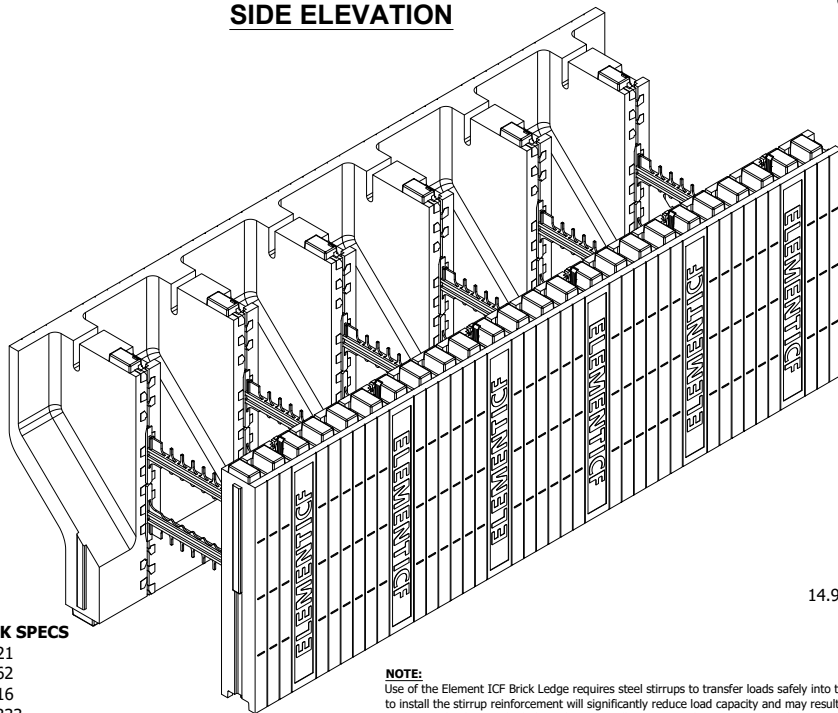 SIDE ELEVATION
ELEMENTICF
ELEMENTICF
ELEMENTICF
ELEMENTICF
ELEMENTICF
ELEMENTICF
14.9
K SPECS
21
62
16
NOTE:
Use of the Element ICF Brick Ledge requires steel stirrups to transfer loads safely into t
to install the stirrup reinforcement will significantly reduce load capacity and may result